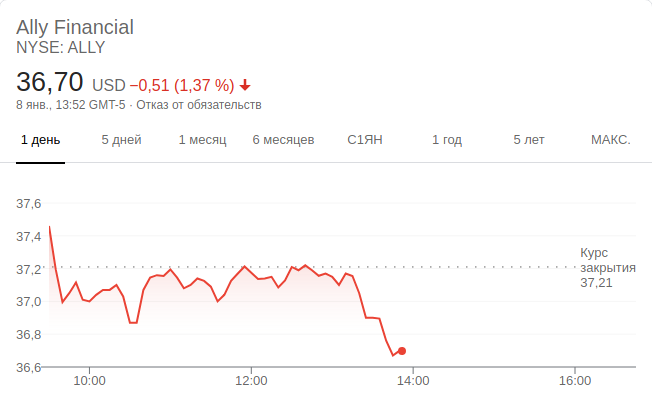 Ally Financial
NYSE: ALLY
36,70 USD −0,51 (1,37 %)
8 янв., 13:52 GMT-5 · Отказ от обязательств
1 день 5 дней 1 месяц 6 месяцев С1ЯН 1 год 5 лет МАКС.
37,6
37,4
37,2
37,0
36,8
36,6
Курс
закрытия
37,21
10:00 12:00 14:00 16:00